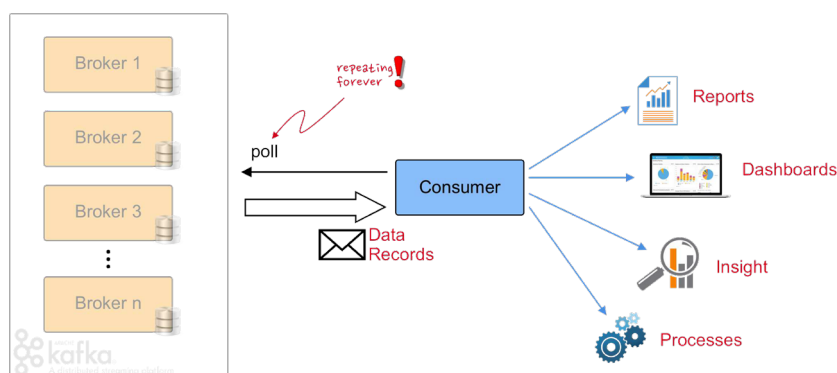 Broker 1
Broker 2
Broker 3
Broker n
kafka
repeating
forever
poll
Consumer
Data
Records
Reports
Dashboards
Insight
Processes